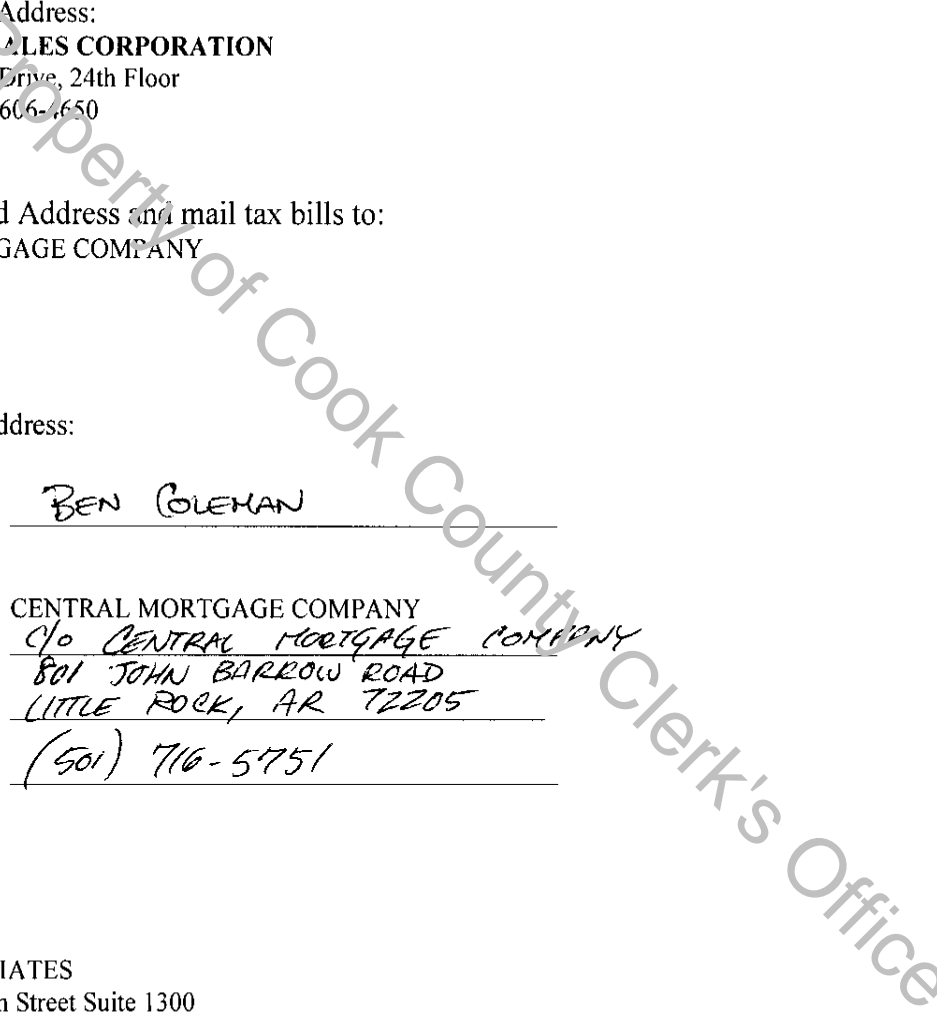 Address:
ALES CORPORATION
Drive, 24th Floor
606-4650
d Address and mail tax bills to:
GAGE COMPANY
ddress:
BEN COLEMAN
CENTRAL MORTGAGE COMPANY
C/o CENTRAL MORTGAGE COMPANY
801 JOHN BARROW ROAD
LITTLE ROCK, AR 72205
(501) 716-5751
IATES
n Street Suite 1300
Property of Cook County Clerk's Office